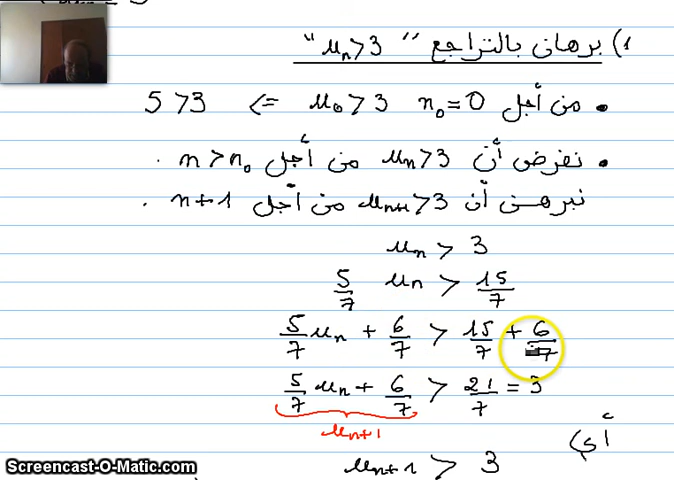 1) برهان بالتراجع " uₙ > 3 "
• من أجل n₀ = 0 u₀ > 3 <= 5 > 3
• نفرض أن uₙ > 3 من أجل n > n₀ .
نبرهن أن uₙ₊₁ > 3 من أجل n+1 .
uₙ > 3
5/7 uₙ > 15/7
5/7 uₙ + 6/7 > 15/7 + 6/7
5/7 uₙ + 6/7 > 21/7 = 3
uₙ₊₁
أي)
uₙ₊₁ > 3
Screencast-O-Matic.com